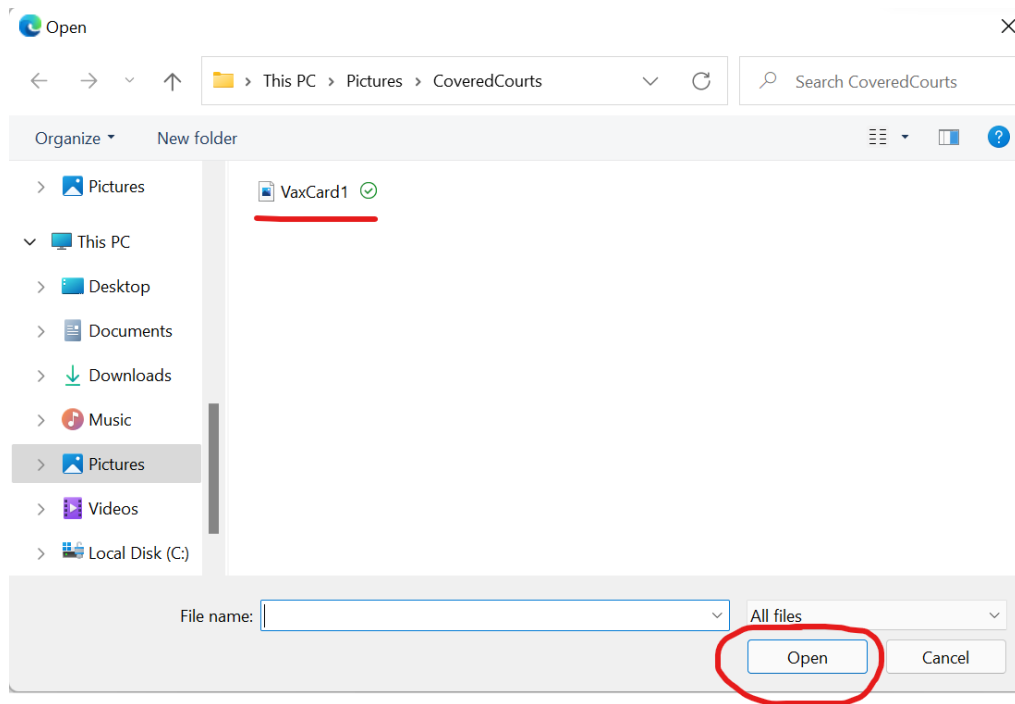 Open
This PC > Pictures > CoveredCourts
Search CoveredCourts
Organize
New folder
?
Pictures
This PC
Desktop
Documents
Downloads
Music
Pictures
Videos
Local Disk (C:)
VaxCard1
File name:
All files
Open
Cancel